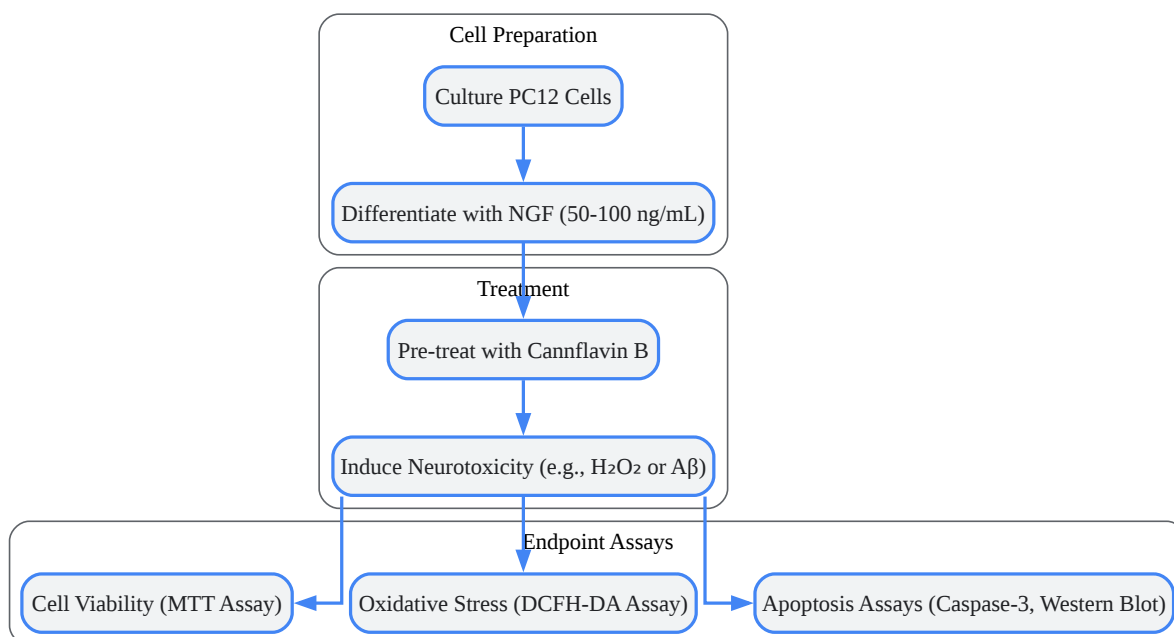 Cell Preparation
Culture PC12 Cells
Differentiate with NGF (50-100 ng/mL)
Treatment
Pre-treat with Cannflavin B
Induce Neurotoxicity (e.g., H₂O₂ or Aβ)
Endpoint Assays
Cell Viability (MTT Assay)
Oxidative Stress (DCFH-DA Assay)
Apoptosis Assays (Caspase-3, Western Blot)